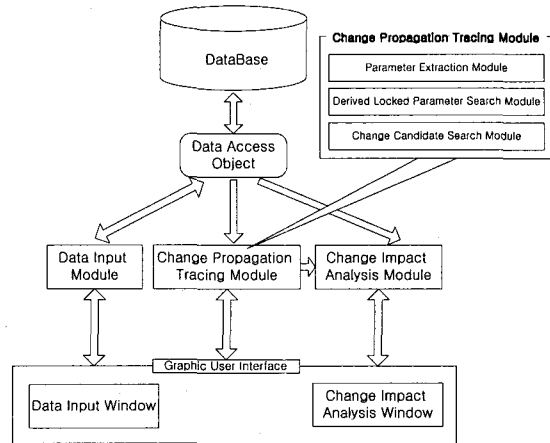 DataBase
Change Propagation Tracing Module
Parameter Extraction Module
Derived Locked Parameter Search Module
Change Candidate Search Module
Data Access
Object
Data Input
Module
Change Propagation
Tracing Module
Change Impact
Analysis Module
Graphic User Interface
Data Input Window
Change Impact
Analysis Window